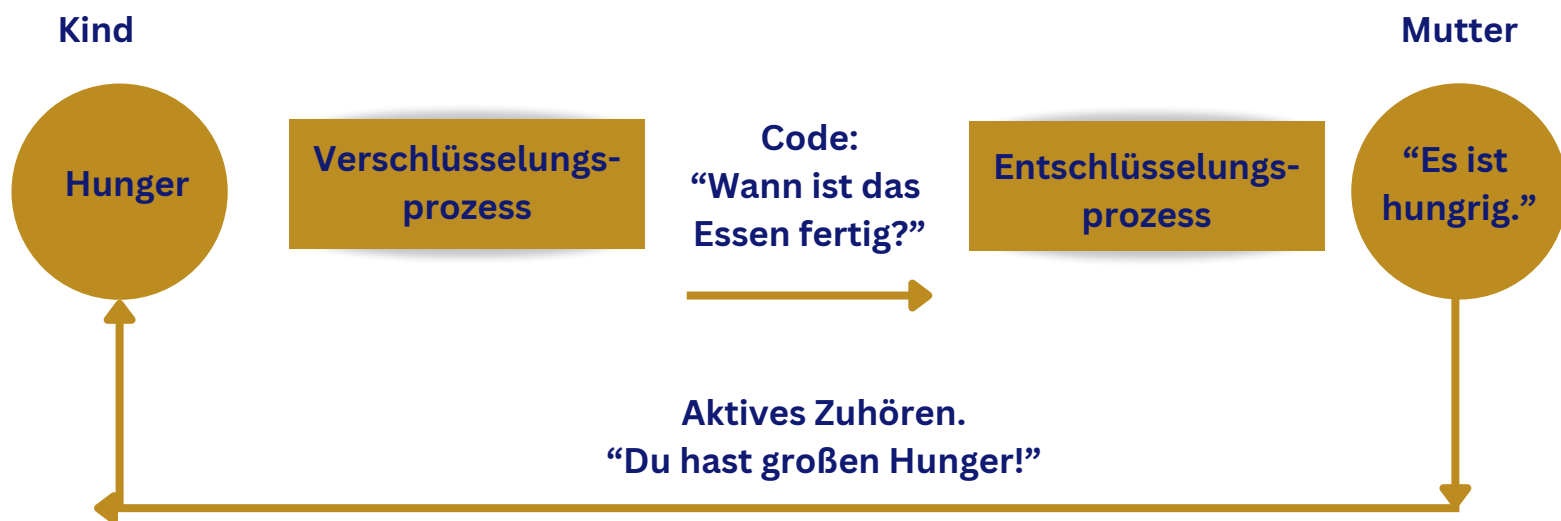 Kind
Mutter
Hunger
Verschlüsselungs-
prozess
Code:
“Wann ist das
Essen fertig?”
Entschlüsselungs-
prozess
“Es ist
hungrig.”
Aktives Zuhören.
“Du hast großen Hunger!”